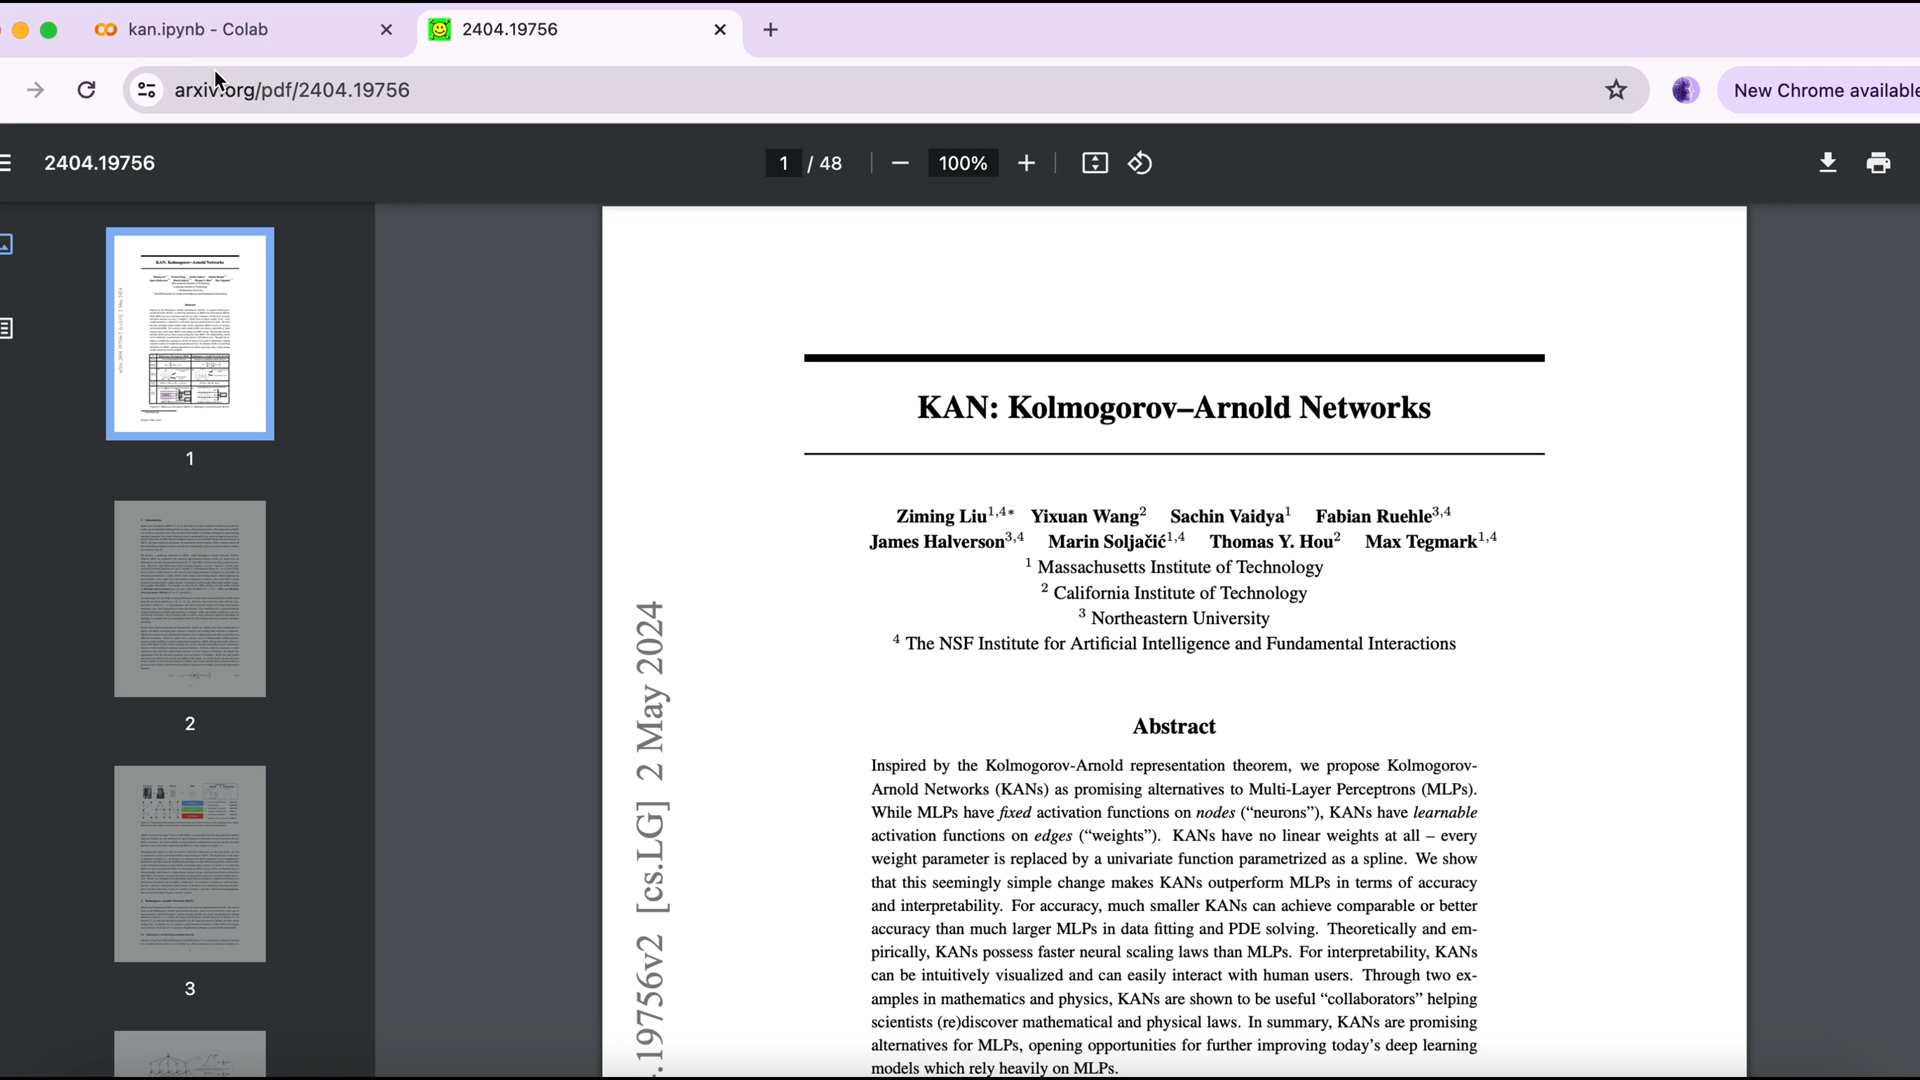 kan.ipynb - Colab
2404.19756
arxiv.org/pdf/2404.19756
New Chrome available
2404.19756
1 / 48
100%
1
2
3
KAN: Kolmogorov–Arnold Networks
Ziming Liu1,4* Yixuan Wang2 Sachin Vaidya1 Fabian Ruehle3,4
James Halverson3,4 Marin Soljačić1,4 Thomas Y. Hou2 Max Tegmark1,4
1 Massachusetts Institute of Technology
2 California Institute of Technology
3 Northeastern University
4 The NSF Institute for Artificial Intelligence and Fundamental Interactions
.19756v2 [cs.LG] 2 May 2024
Abstract
Inspired by the Kolmogorov-Arnold representation theorem, we propose Kolmogorov-
Arnold Networks (KANs) as promising alternatives to Multi-Layer Perceptrons (MLPs).
While MLPs have fixed activation functions on nodes (“neurons”), KANs have learnable
activation functions on edges (“weights”). KANs have no linear weights at all – every
weight parameter is replaced by a univariate function parametrized as a spline. We show
that this seemingly simple change makes KANs outperform MLPs in terms of accuracy
and interpretability. For accuracy, much smaller KANs can achieve comparable or better
accuracy than much larger MLPs in data fitting and PDE solving. Theoretically and em-
pirically, KANs possess faster neural scaling laws than MLPs. For interpretability, KANs
can be intuitively visualized and can easily interact with human users. Through two ex-
amples in mathematics and physics, KANs are shown to be useful “collaborators” helping
scientists (re)discover mathematical and physical laws. In summary, KANs are promising
alternatives for MLPs, opening opportunities for further improving today’s deep learning
models which rely heavily on MLPs.